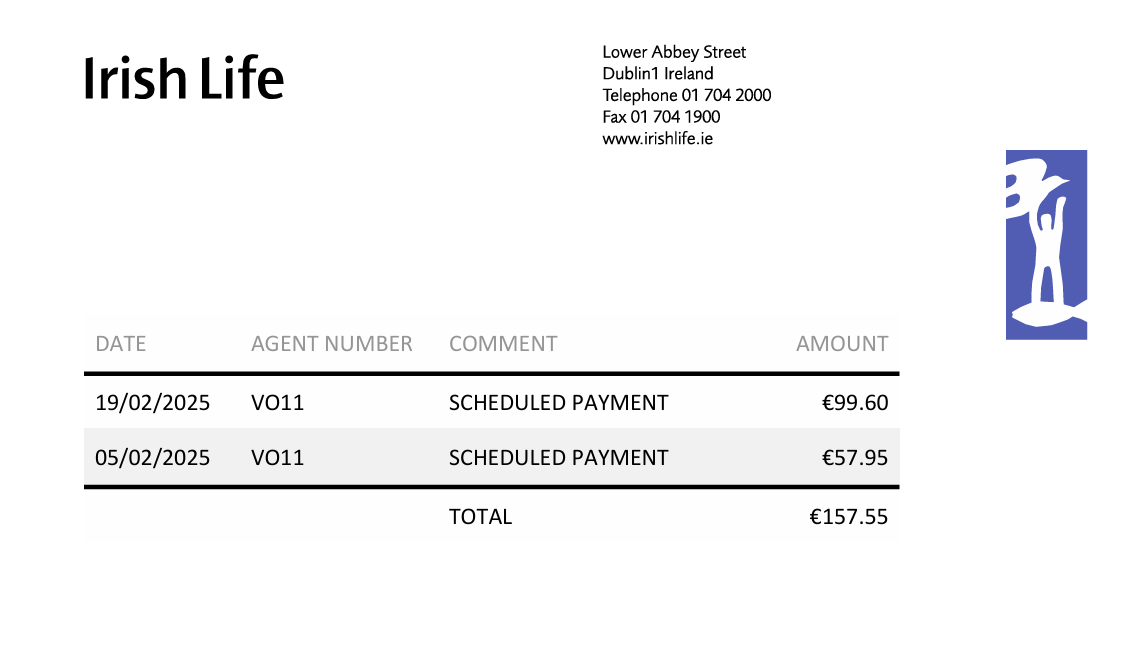 Irish Life
Lower Abbey Street
Dublin1 Ireland
Telephone 01 704 2000
Fax 01 704 1900
www.irishlife.ie
DATE AGENT NUMBER COMMENT AMOUNT
19/02/2025 VO11 SCHEDULED PAYMENT €99.60
05/02/2025 VO11 SCHEDULED PAYMENT €57.95
TOTAL €157.55